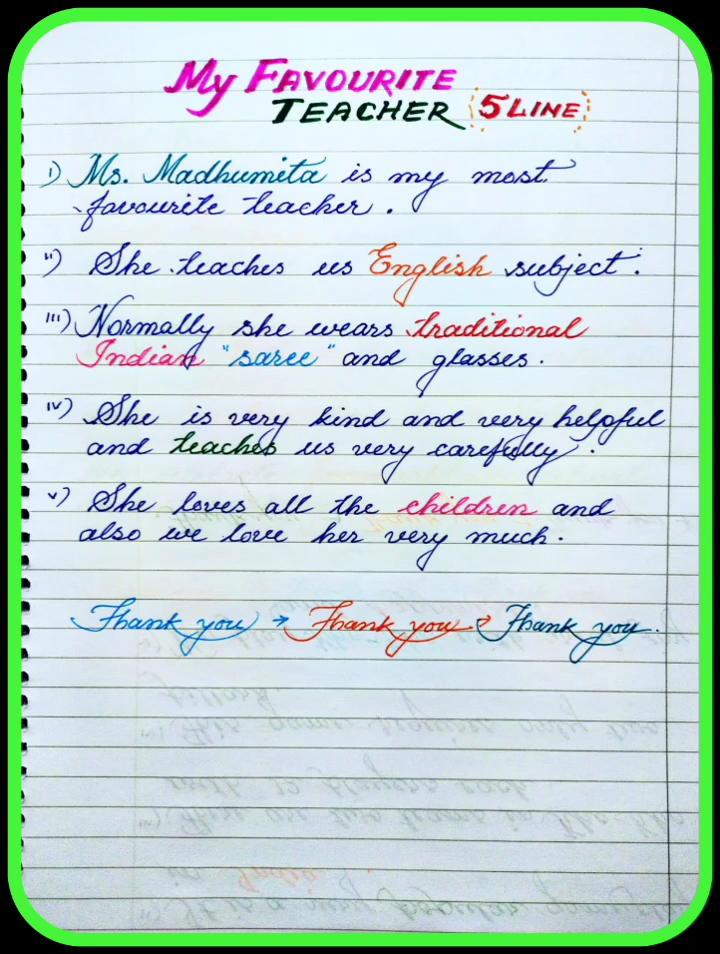 My FAVOURITE
TEACHER (5 LINE)
i) Ms. Madhumita is my most
favourite teacher.
ii) She teaches us English subject.
iii) Normally she wears traditional
Indian "saree" and glasses.
iv) She is very kind and very helpful
and teaches us very carefully.
v) She loves all the children and
also we love her very much.
Thank you → Thank you → Thank you.